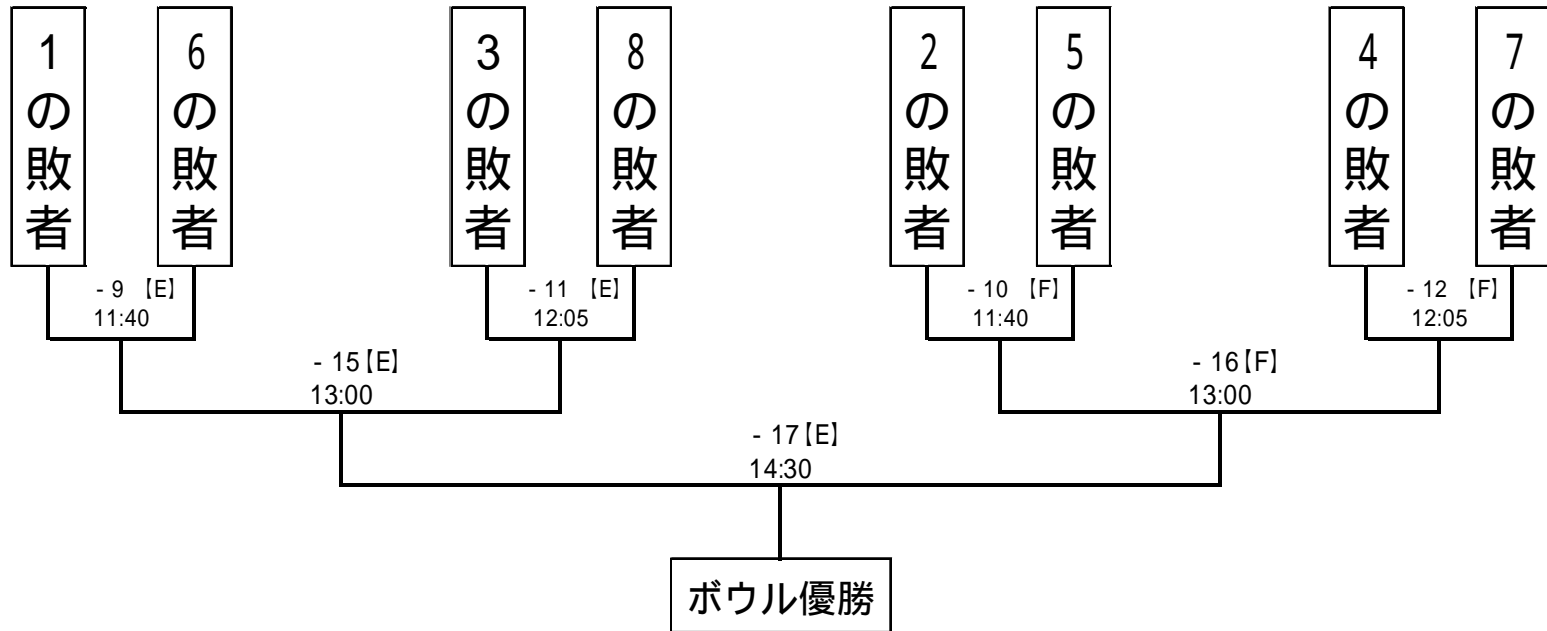 1の敗者
6の敗者
3の敗者
8の敗者
2の敗者
5の敗者
4の敗者
7の敗者
- 9 【E】
11:40
- 11 【E】
12:05
- 10 【F】
11:40
- 12 【F】
12:05
- 15【E】
13:00
- 16【F】
13:00
- 17【E】
14:30
ボウル優勝